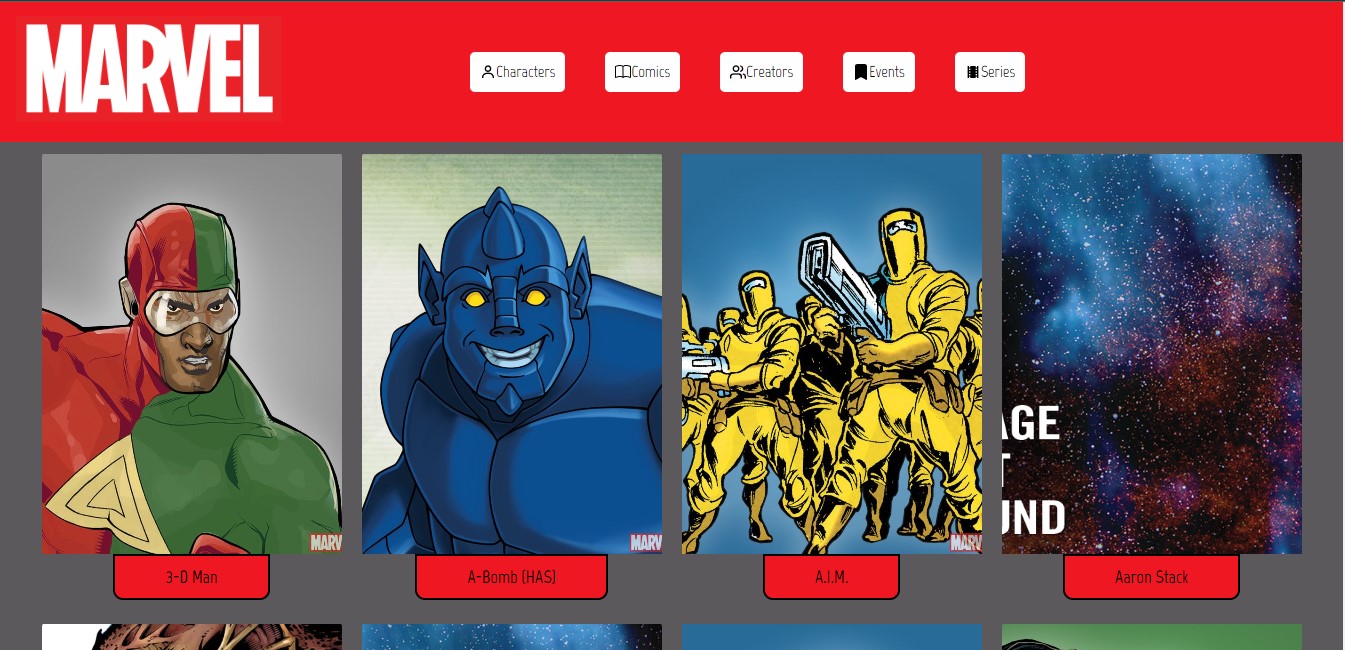 MARVEL
Characters
Comics
Creators
Events
Series
AGE
T
UND
MARV
MARV
MARV
3-D Man
A-Bomb (HAS)
A.I.M.
Aaron Stack